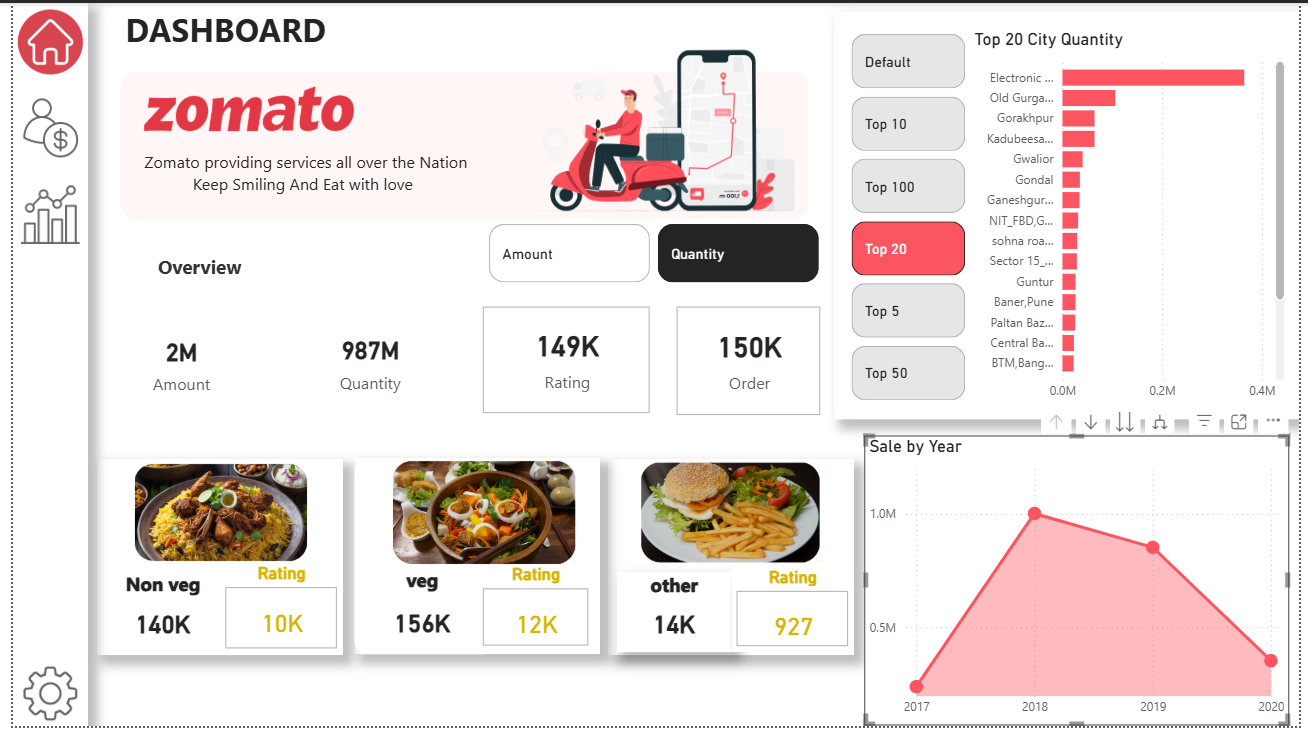 DASHBOARD
zomato
Zomato providing services all over the Nation
Keep Smiling And Eat with love
Overview
Amount
Quantity
2M
Amount
987M
Quantity
149K
Rating
150K
Order
Non veg
140K
Rating
10K
veg
156K
Rating
12K
other
14K
Rating
927
Default
Top 10
Top 100
Top 20
Top 5
Top 50
Top 20 City Quantity
Electronic ...
Old Gurga...
Gorakhpur
Kadubeesa...
Gwalior
Gondal
Ganeshgur...
NIT_FBD,G...
sohna roa...
Sector 15_...
Guntur
Baner,Pune
Paltan Baz...
Central Ba...
BTM,Bang...
0.0M 0.2M 0.4M
Sale by Year
1.0M
0.5M
2017 2018 2019 2020